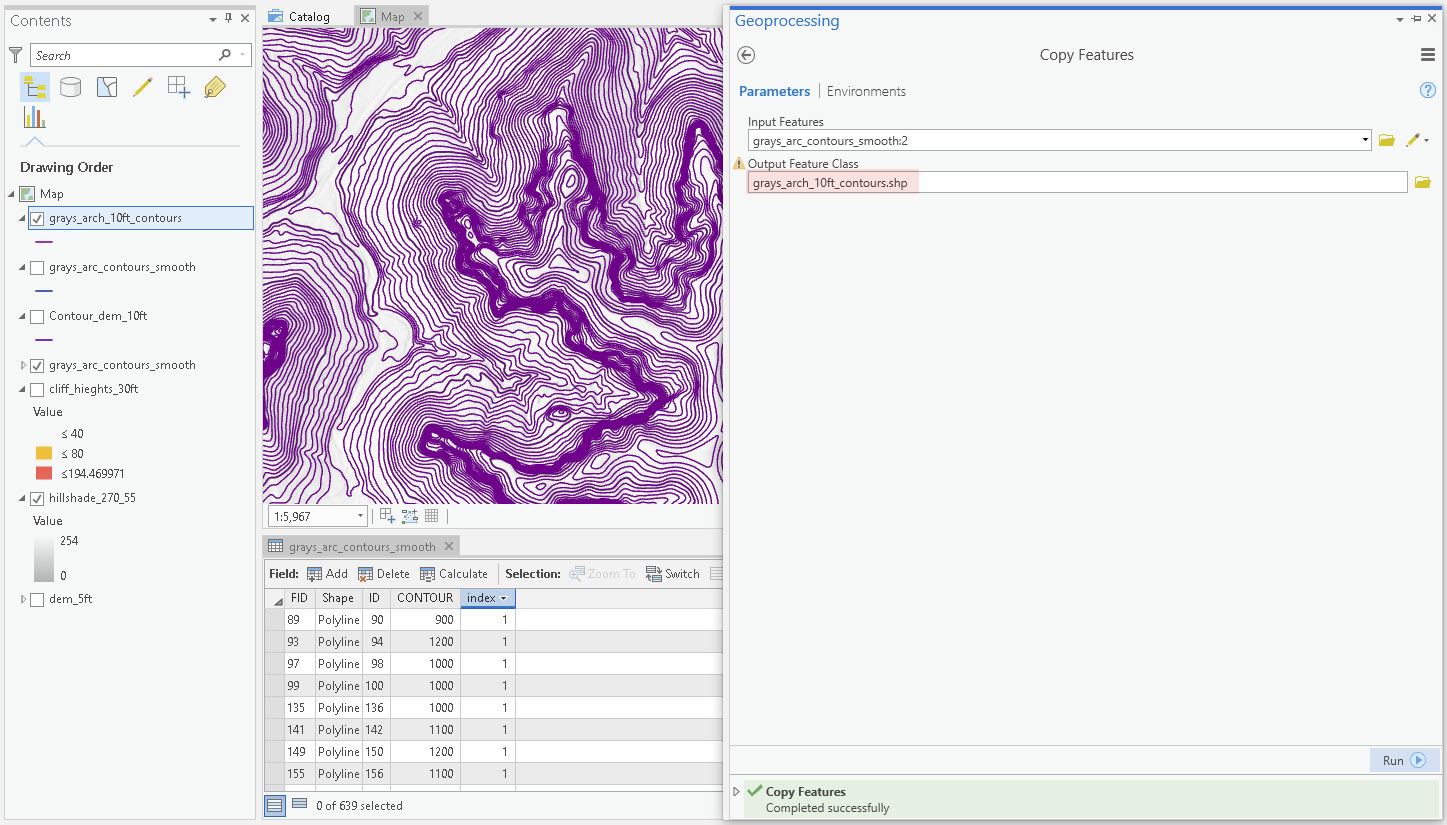 Contents
Search
Drawing Order
Map
grays_arch_10ft_contours
grays_arc_contours_smooth
Contour_dem_10ft
grays_arc_contours_smooth
cliff_hieghts_30ft
Value
≤ 40
≤ 80
≤194.469971
hillshade_270_55
Value
254
0
dem_5ft
Catalog
Map
1:5,967
grays_arc_contours_smooth
Field: Add Delete Calculate Selection: Zoom To Switch
FID Shape ID CONTOUR index
89 Polyline 90 900 1
93 Polyline 94 1200 1
97 Polyline 98 1000 1
99 Polyline 100 1000 1
135 Polyline 136 1000 1
141 Polyline 142 1100 1
149 Polyline 150 1200 1
155 Polyline 156 1100 1
0 of 639 selected
Geoprocessing
Copy Features
Parameters Environments
?
Input Features
grays_arc_contours_smooth:2
Output Feature Class
grays_arch_10ft_contours.shp
Run
Copy Features
Completed successfully